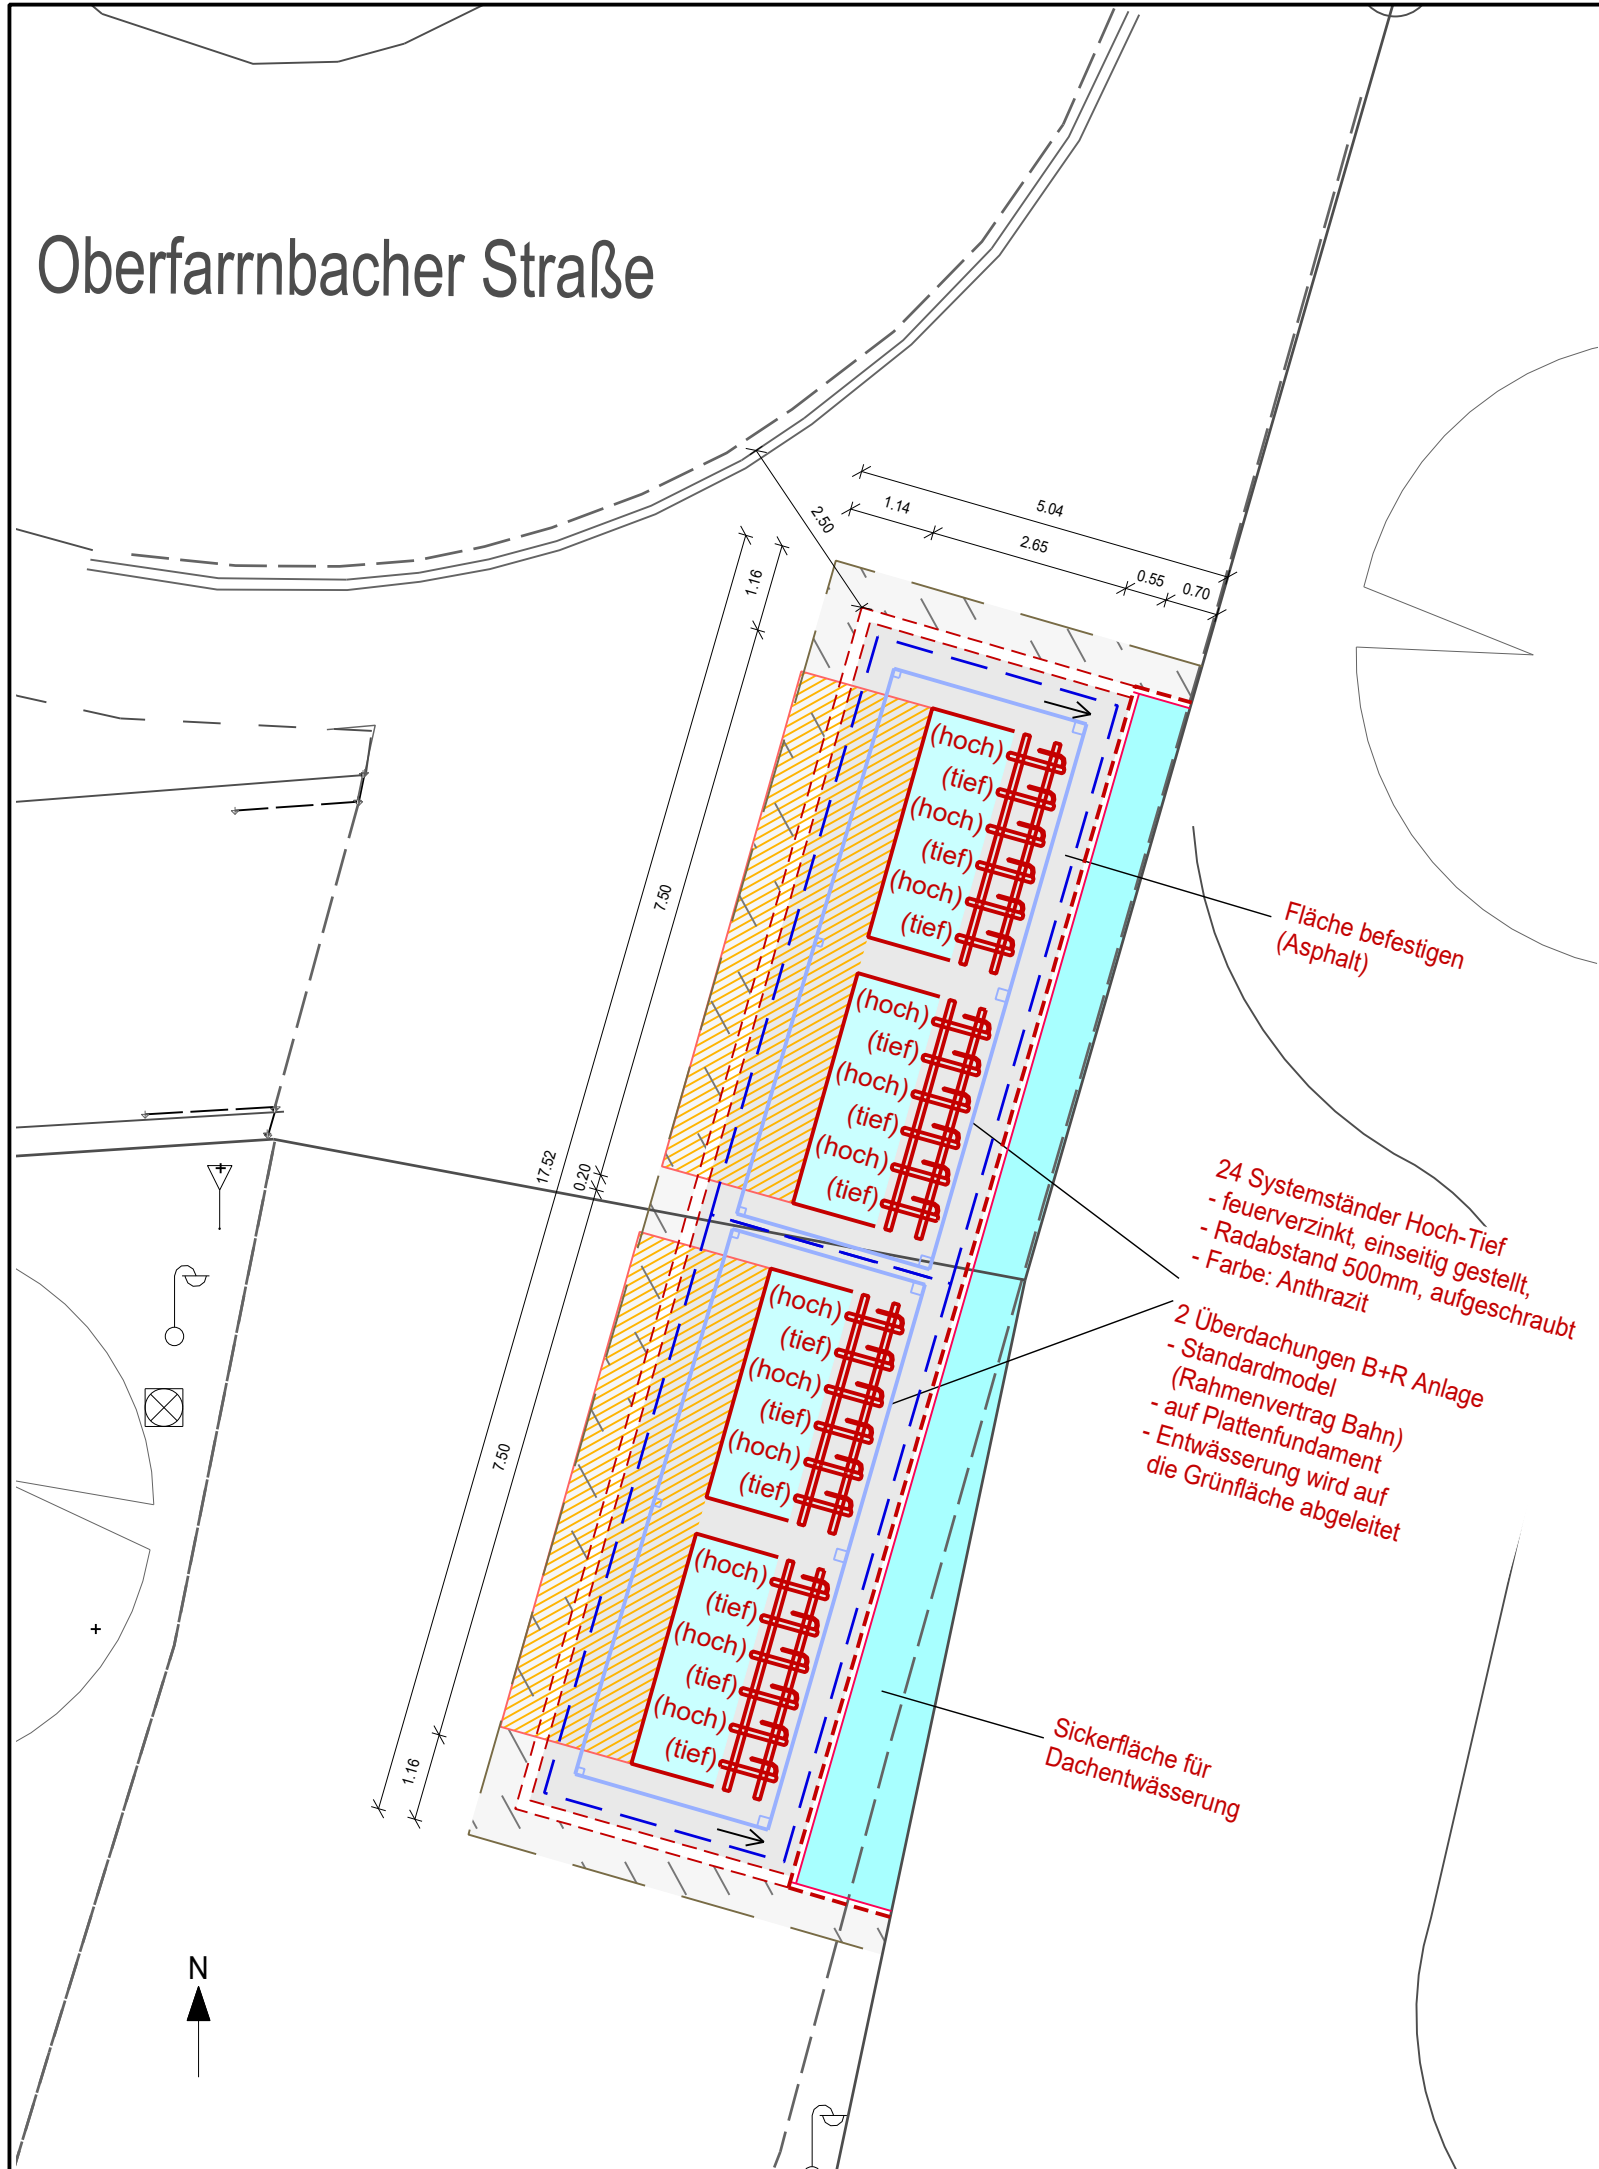 Oberfarrnbacher Straße
5.04
1.14
2.65
0.55
0.70
2.50
1.16
7.50
17.52
0.20
7.50
1.16
(hoch)
(tief)
(hoch)
(tief)
(hoch)
(tief)
(hoch)
(tief)
(hoch)
(tief)
(hoch)
(tief)
(hoch)
(tief)
(hoch)
(tief)
(hoch)
(tief)
(hoch)
(tief)
(hoch)
(tief)
(hoch)
(tief)
Fläche befestigen
(Asphalt)
24 Systemständer Hoch-Tief
- feuerverzinkt, einseitig gestellt,
- Radabstand 500mm, aufgeschraubt
- Farbe: Anthrazit
2 Überdachungen B+R Anlage
- Standardmodel
(Rahmenvertrag Bahn)
- auf Plattenfundament
- Entwässerung wird auf
die Grünfläche abgeleitet
Sickerfläche für
Dachentwässerung
N